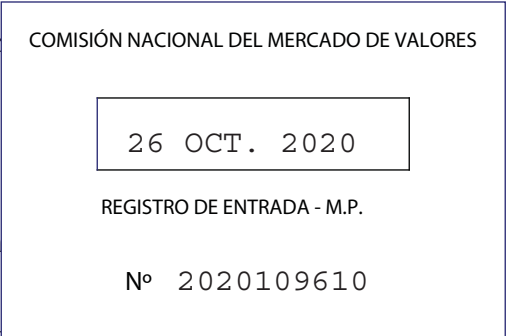 COMISIÓN NACIONAL DEL MERCADO DE VALORES
26 OCT. 2020
REGISTRO DE ENTRADA - M.P.
Nº 2020109610